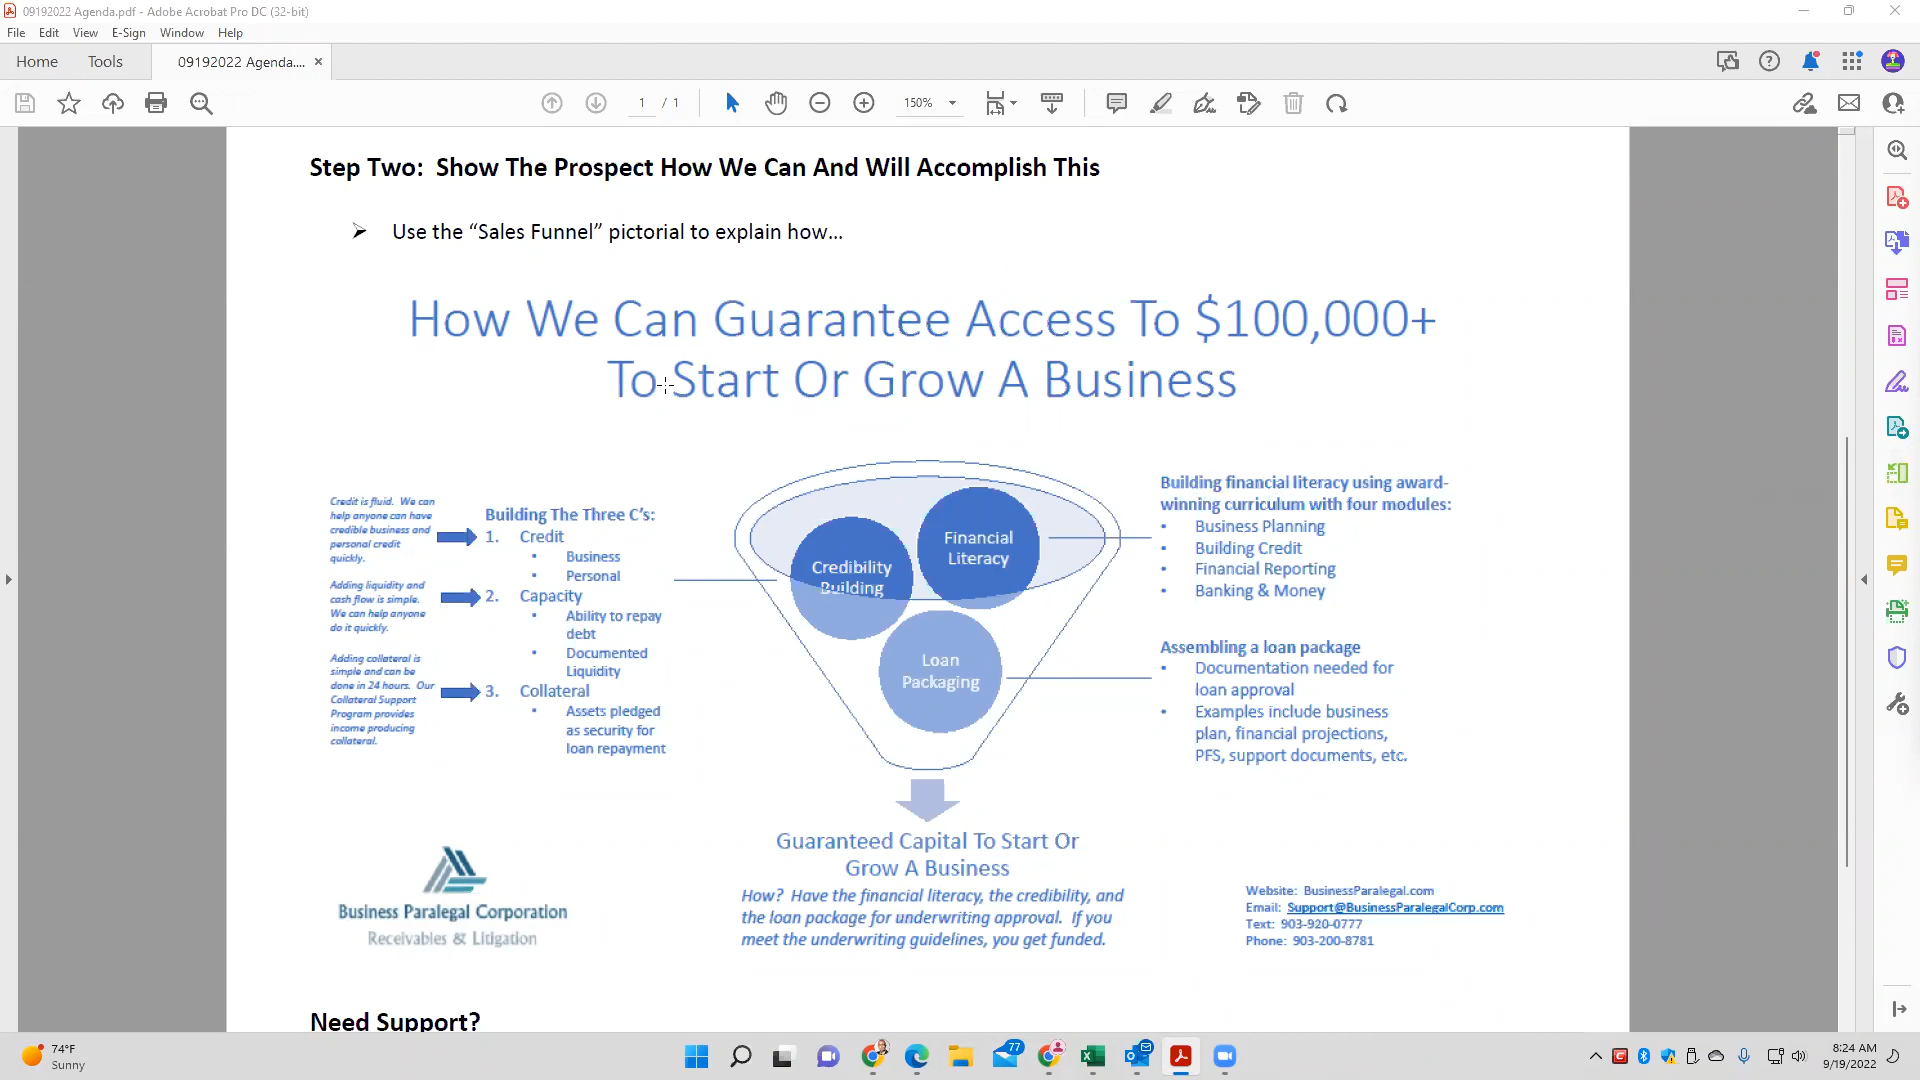 09192022 Agenda.pdf - Adobe Acrobat Pro DC (32-bit)
File Edit View E-Sign Window Help
Home Tools 09192022 Agenda.... ×
1 / 1 150%
Step Two: Show The Prospect How We Can And Will Accomplish This
➢ Use the “Sales Funnel” pictorial to explain how...
How We Can Guarantee Access To $100,000+
To Start Or Grow A Business
Credit is fluid. We can
help anyone can have
credible business and
personal credit
quickly.
Adding liquidity and
cash flow is simple.
We can help anyone
do it quickly.
Adding collateral is
simple and can be
done in 24 hours. Our
Collateral Support
Program provides
income producing
collateral.
Building The Three C’s:
1. Credit
• Business
• Personal
2. Capacity
• Ability to repay
debt
• Documented
Liquidity
3. Collateral
• Assets pledged
as security for
loan repayment
Credibility
Building
Financial
Literacy
Loan
Packaging
Building financial literacy using award-
winning curriculum with four modules:
• Business Planning
• Building Credit
• Financial Reporting
• Banking & Money
Assembling a loan package
• Documentation needed for
loan approval
• Examples include business
plan, financial projections,
PFS, support documents, etc.
Guaranteed Capital To Start Or
Grow A Business
How? Have the financial literacy, the credibility, and
the loan package for underwriting approval. If you
meet the underwriting guidelines, you get funded.
Business Paralegal Corporation
Receivables & Litigation
Website: BusinessParalegal.com
Email: Support@BusinessParalegalCorp.com
Text: 903-920-0777
Phone: 903-200-8781
Need Support?
74°F
Sunny
77
8:24 AM
9/19/2022